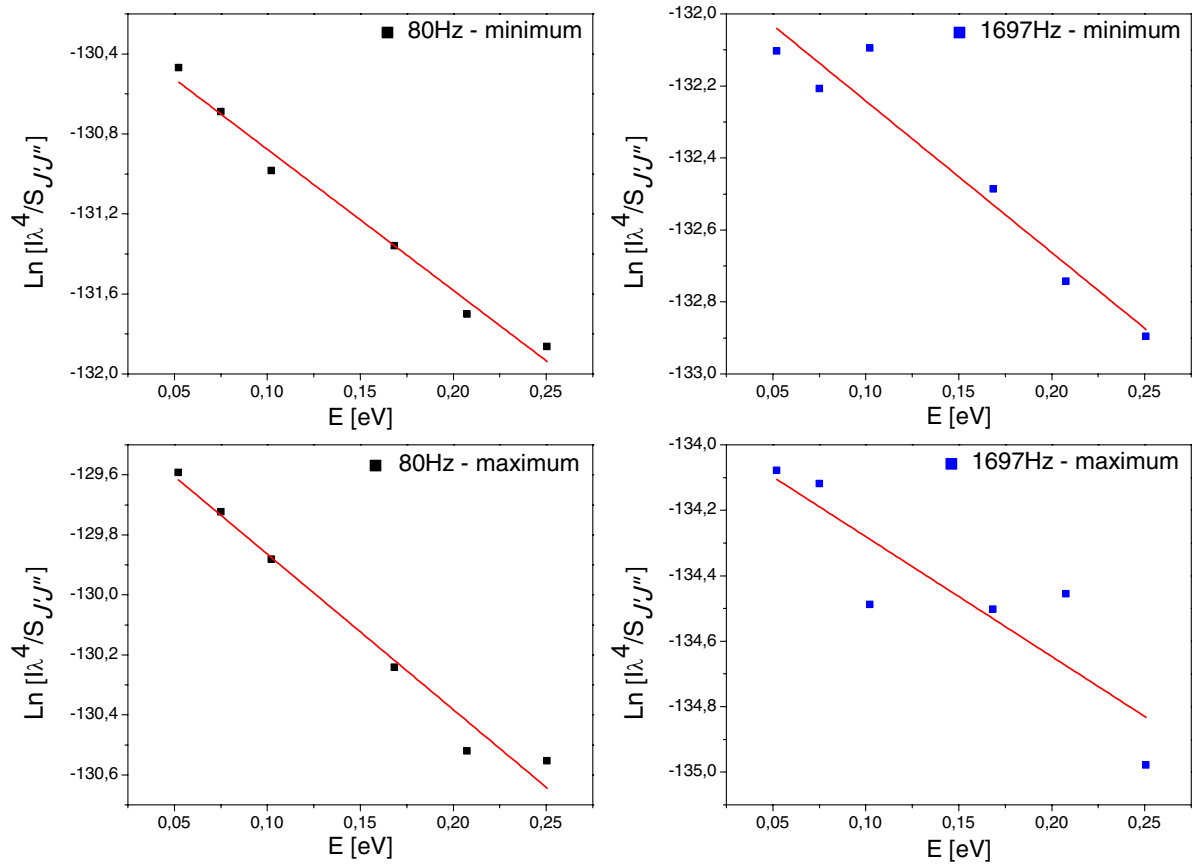 80Hz - minimum
-130,4
-130,8
-131,2
-131,6
-132,0
Ln [Iλ⁴/S_J'J'']
0,05 0,10 0,15 0,20 0,25
E [eV]
1697Hz - minimum
-132,0
-132,2
-132,4
-132,6
-132,8
-133,0
Ln [Iλ⁴/S_J'J'']
0,05 0,10 0,15 0,20 0,25
E [eV]
80Hz - maximum
-129,6
-129,8
-130,0
-130,2
-130,4
-130,6
Ln [Iλ⁴/S_J'J'']
0,05 0,10 0,15 0,20 0,25
E [eV]
1697Hz - maximum
-134,0
-134,2
-134,4
-134,6
-134,8
-135,0
Ln [Iλ⁴/S_J'J'']
0,05 0,10 0,15 0,20 0,25
E [eV]